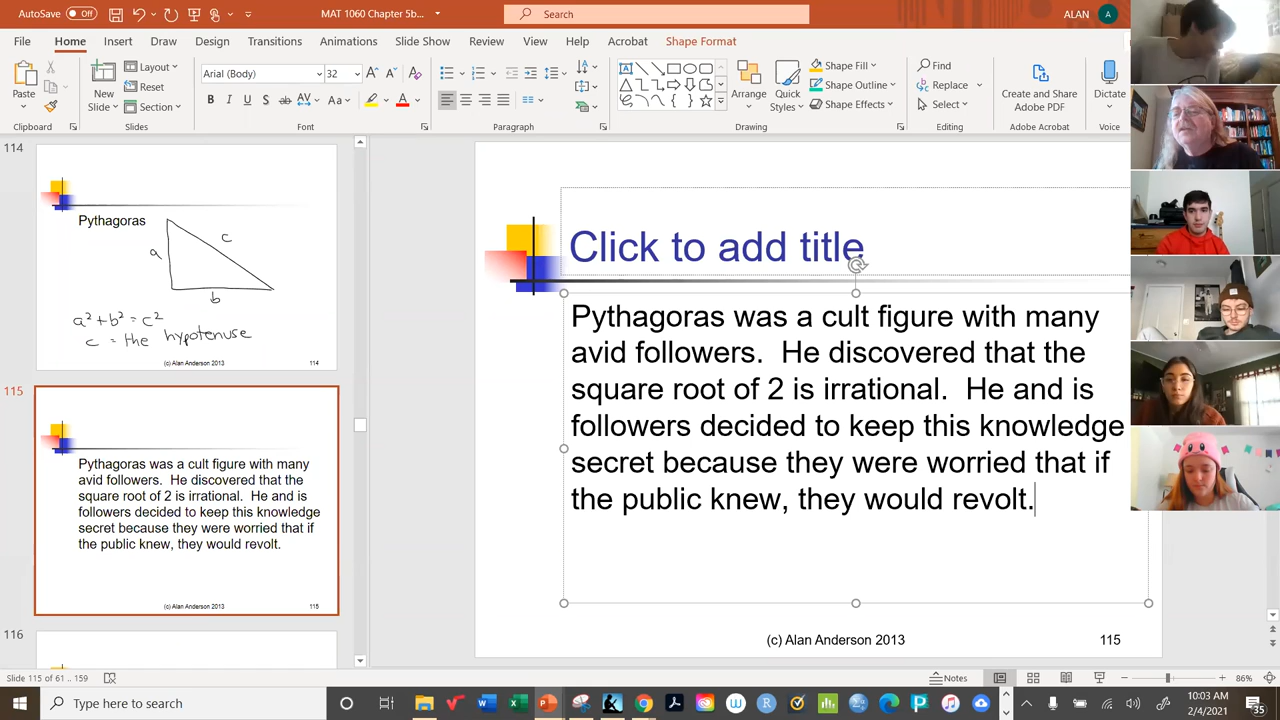 AutoSave Off
MAT 1060 Chapter 5b...
Search
ALAN
A
File Home Insert Draw Design Transitions Animations Slide Show Review View Help Acrobat Shape Format
Paste
New
Slide
Layout
Reset
Section
Arial (Body)
32
Arrange
Quick
Styles
Shape Fill
Shape Outline
Shape Effects
Find
Replace
Select
Create and Share
Adobe PDF
Dictate
Clipboard
Slides
Font
Paragraph
Drawing
Editing
Adobe Acrobat
Voice
114
Pythagoras
a
c
b
a²+b²=c²
c = the hypotenuse
(c) Alan Anderson 2013
114
115
Pythagoras was a cult figure with many
avid followers. He discovered that the
square root of 2 is irrational. He and is
followers decided to keep this knowledge
secret because they were worried that if
the public knew, they would revolt.
(c) Alan Anderson 2013
115
116
Click to add title
Pythagoras was a cult figure with many
avid followers. He discovered that the
square root of 2 is irrational. He and is
followers decided to keep this knowledge
secret because they were worried that if
the public knew, they would revolt.
(c) Alan Anderson 2013
115
Slide 115 of 61 .. 159
Notes
86%
Type here to search
10:03 AM
2/4/2021
35